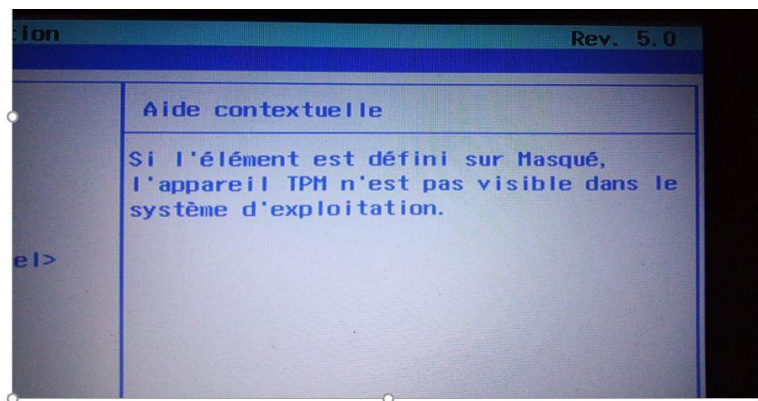 ion
Rev. 5.0
Aide contextuelle
Si l'élément est défini sur Masqué,
l'appareil TPM n'est pas visible dans le
système d'exploitation.
el>